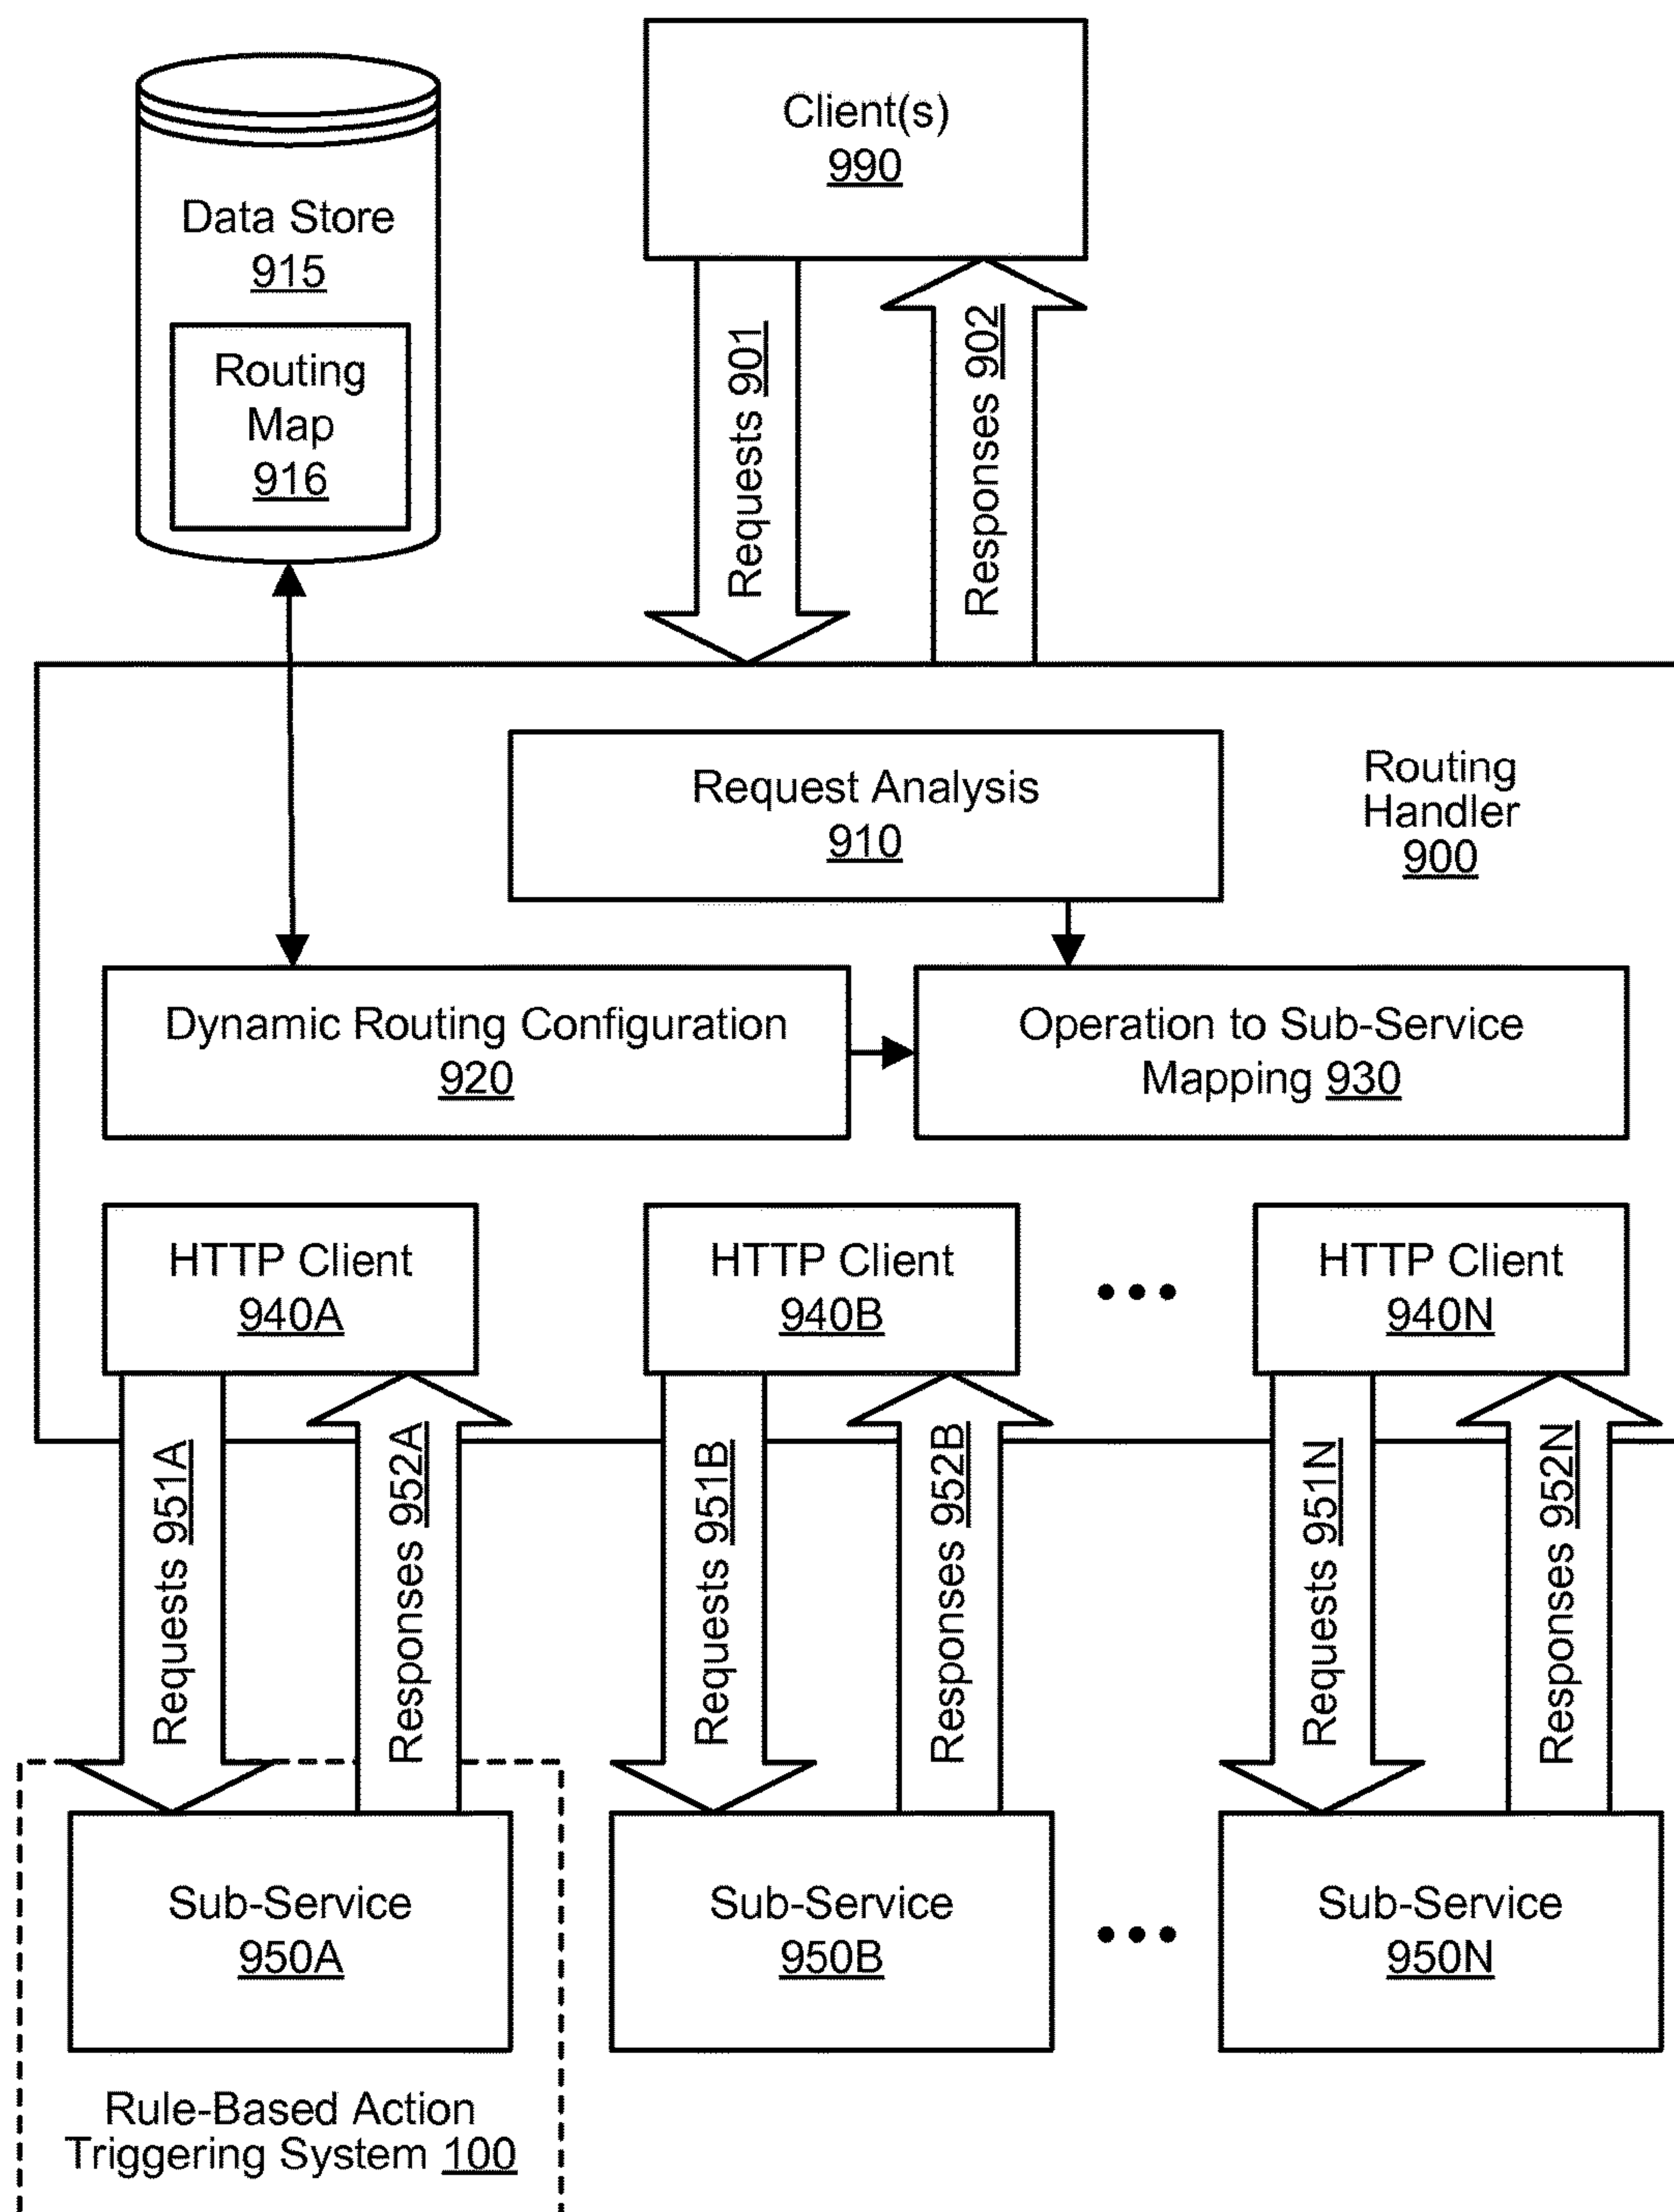 Client(s)
990
Data Store
915
Routing
Map
916
Requests 901
Responses 902
Request Analysis
910
Routing
Handler
900
Dynamic Routing Configuration
920
Operation to Sub-Service
Mapping 930
HTTP Client
940A
HTTP Client
940B
HTTP Client
940N
Requests 951A
Responses 952A
Requests 951B
Responses 952B
Requests 951N
Responses 952N
Sub-Service
950A
Sub-Service
950B
Sub-Service
950N
Rule-Based Action
Triggering System 100